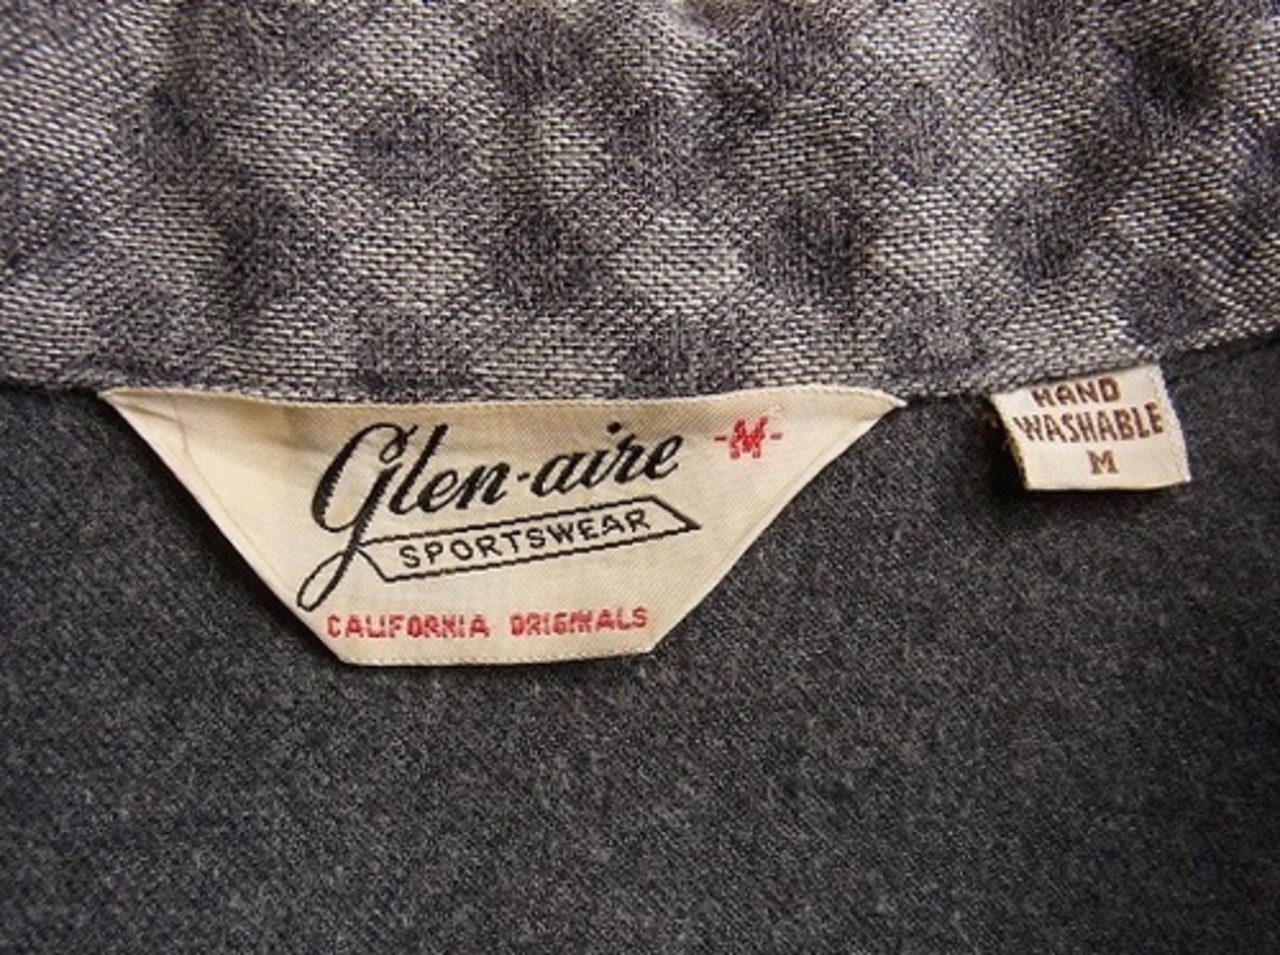 Glen-aire -M-
SPORTSWEAR
CALIFORNIA ORIGINALS
HAND
WASHABLE
M